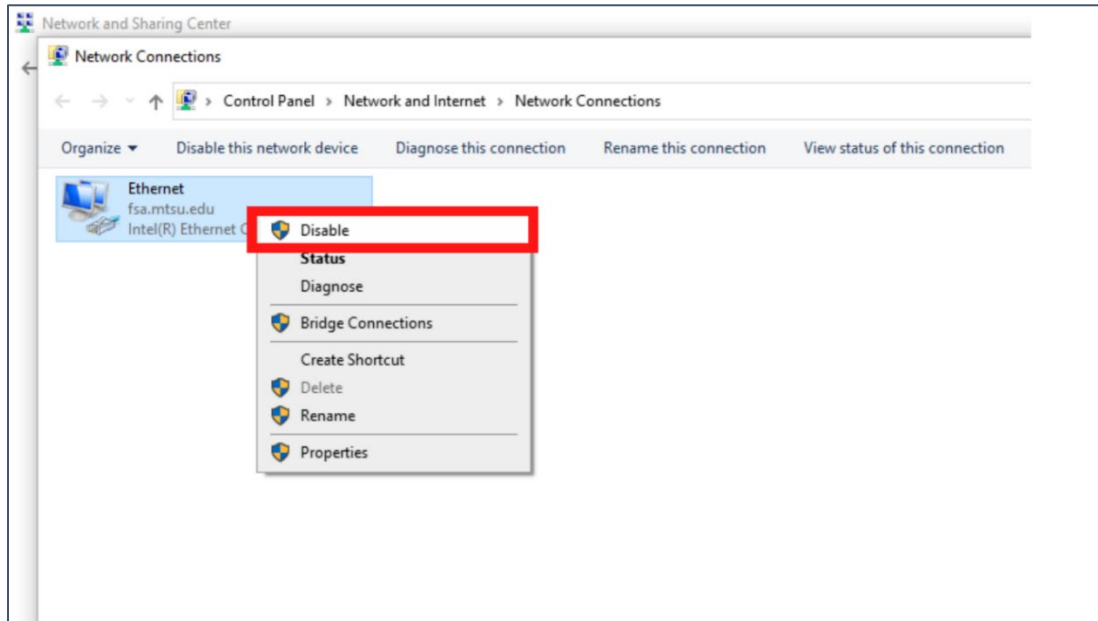 Network and Sharing Center
Network Connections
Control Panel > Network and Internet > Network Connections
Organize Disable this network device Diagnose this connection Rename this connection View status of this connection
Ethernet
fsa.mtsu.edu
Intel(R) Ethernet
Disable
Status
Diagnose
Bridge Connections
Create Shortcut
Delete
Rename
Properties